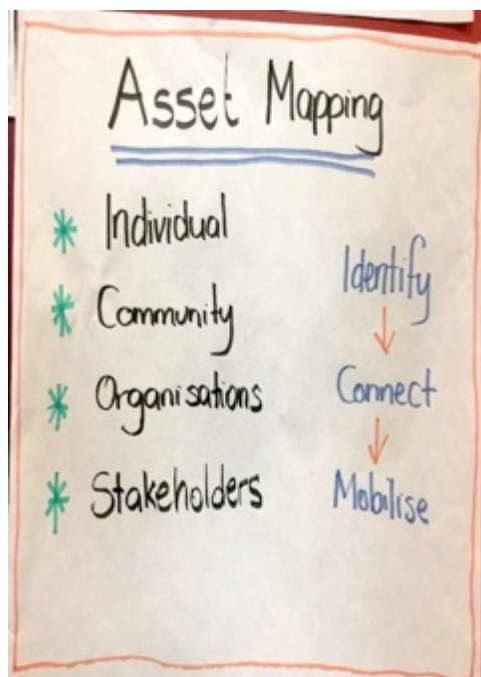 Asset Mapping
Individual
Community
Organisations
Stakeholders
Identify
Connect
Mobilise